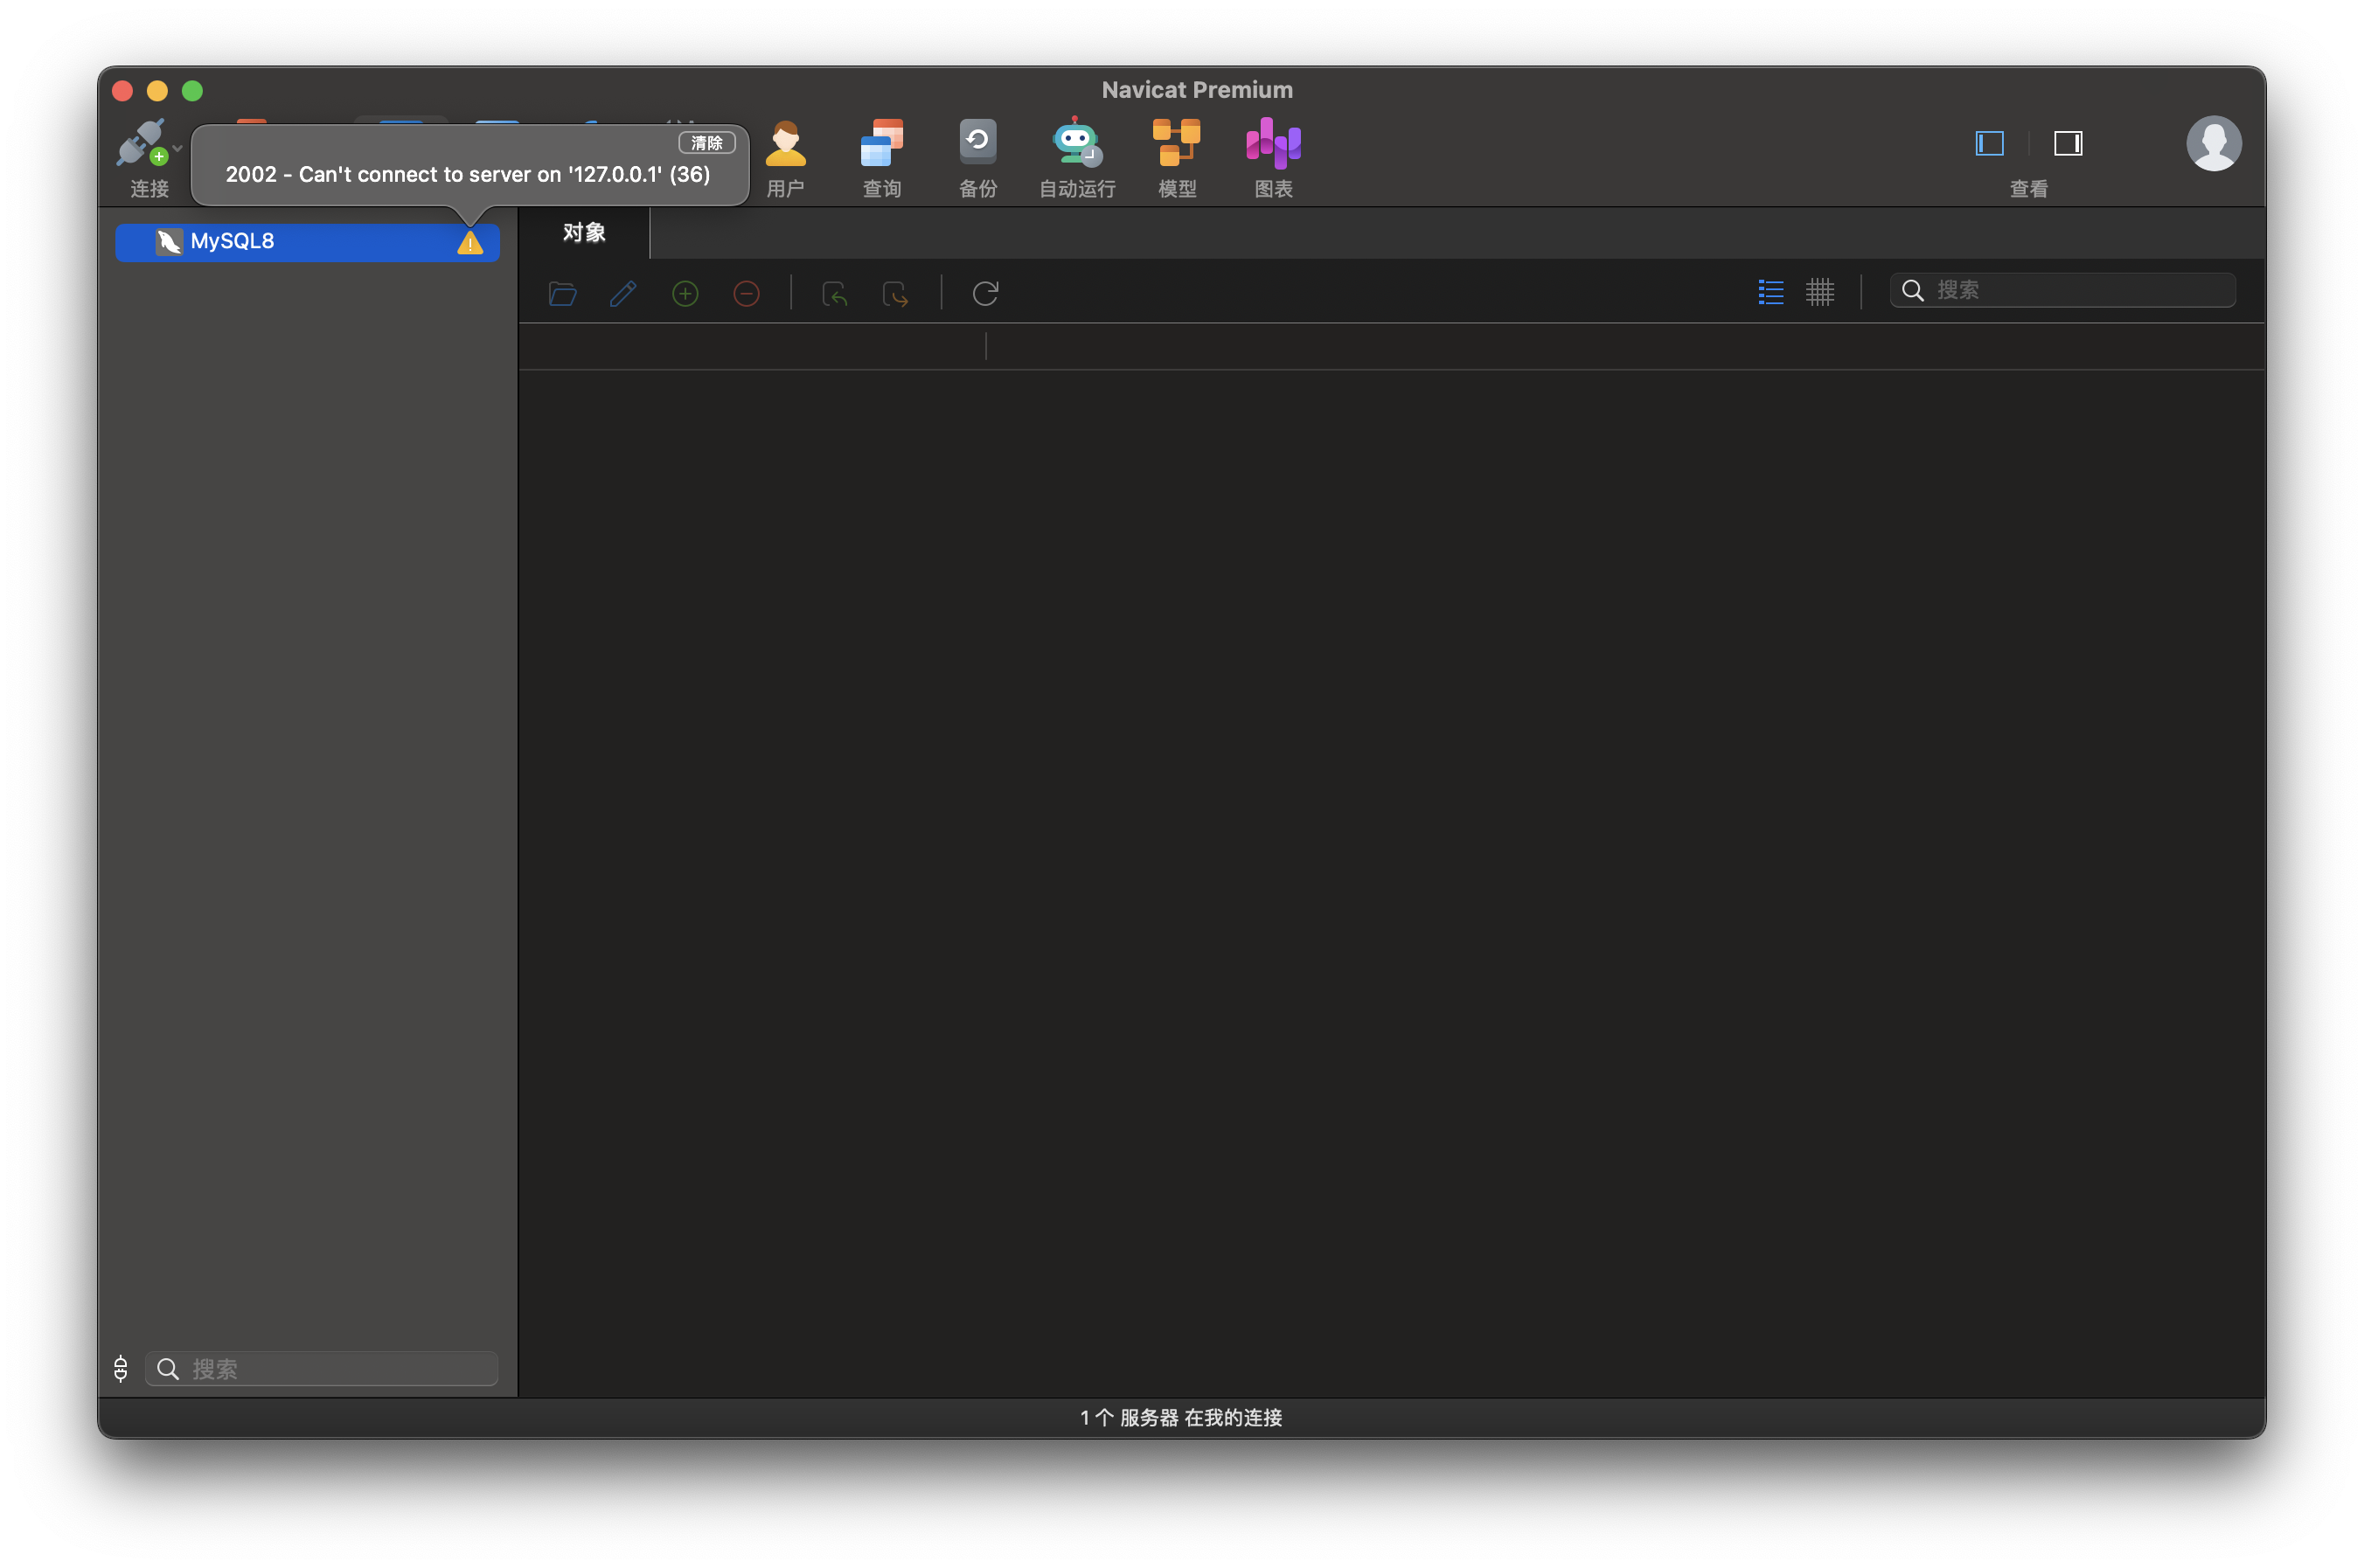 Navicat Premium
清除
2002 - Can't connect to server on '127.0.0.1' (36)
连接
用户
查询
备份
自动运行
模型
图表
查看
MySQL8
对象
搜索
搜索
1 个 服务器 在我的连接